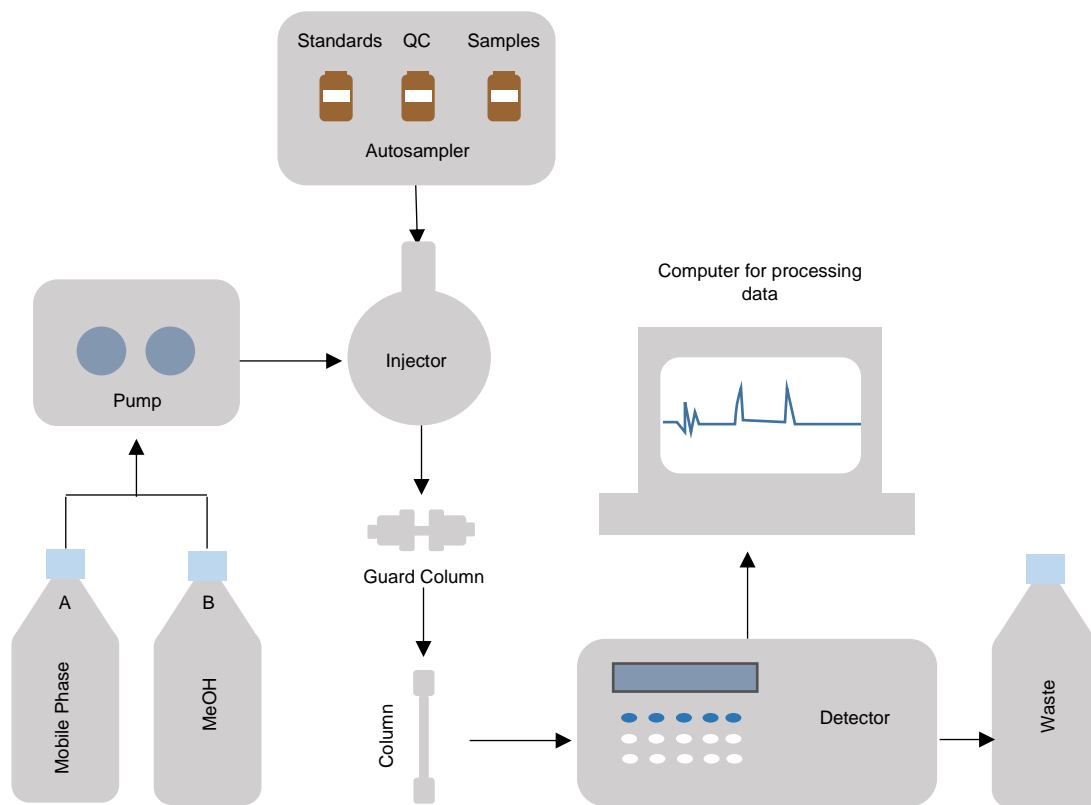 Standards QC Samples
Autosampler
Computer for processing
data
Injector
Pump
Guard Column
A
B
Mobile Phase
MeOH
Column
Detector
Waste